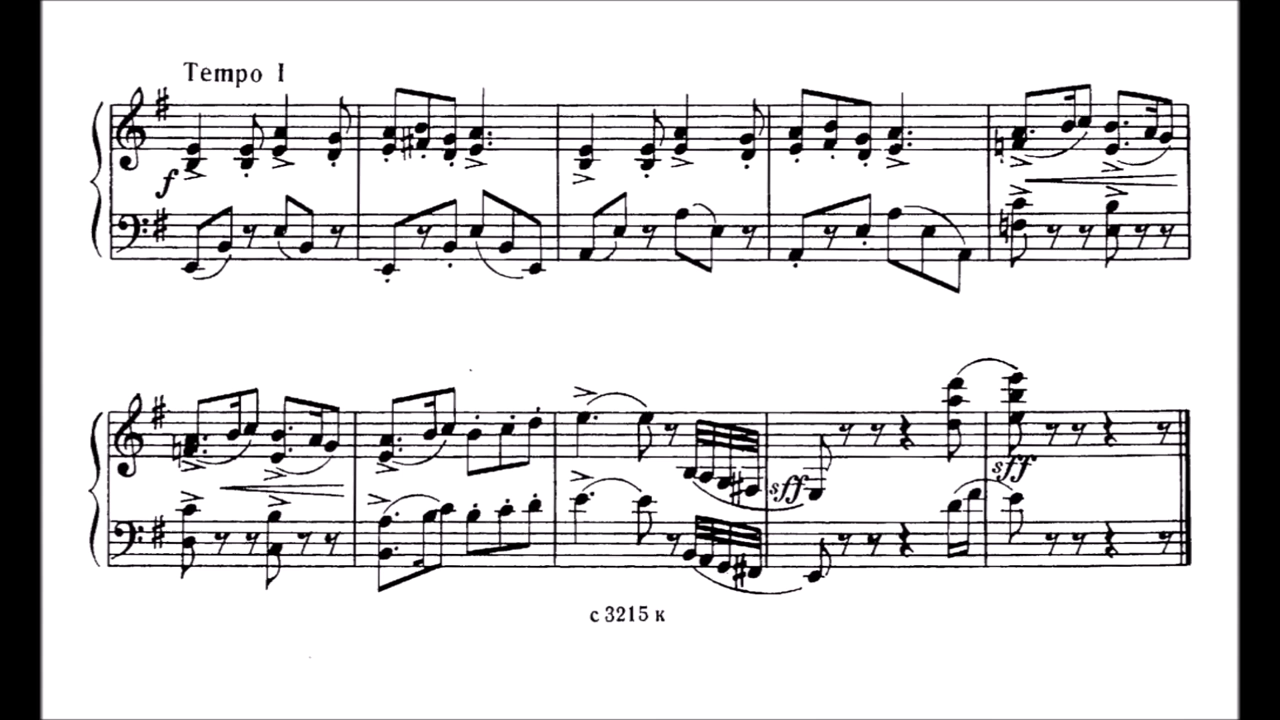 Tempo I
f
sff
sff
с 3215 к